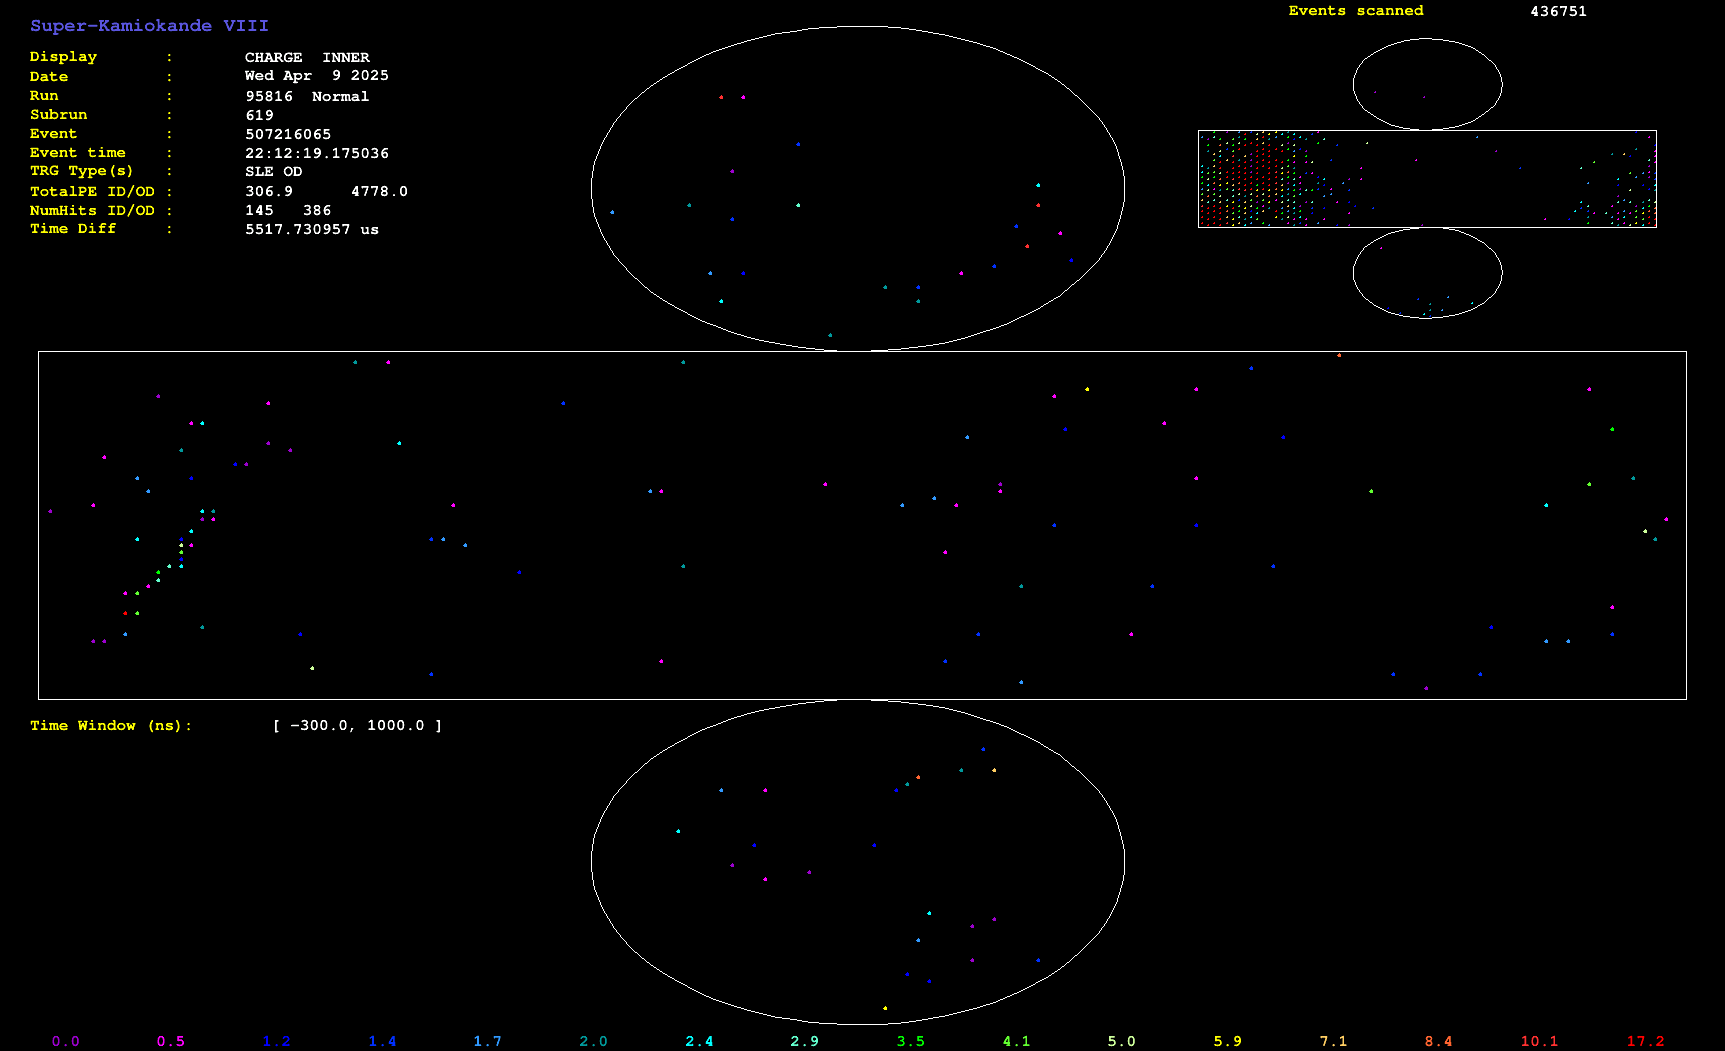 Super-Kamiokande VIII
Events scanned 436751
Display : CHARGE INNER
Date : Wed Apr 9 2025
Run : 95816 Normal
Subrun : 619
Event : 507216065
Event time : 22:12:19.175036
TRG Type(s) : SLE OD
TotalPE ID/OD : 306.9 4778.0
NumHits ID/OD : 145 386
Time Diff : 5517.730957 us
Time Window (ns): [ -300.0, 1000.0 ]
0.0 0.5 1.2 1.4 1.7 2.0 2.4 2.9 3.5 4.1 5.0 5.9 7.1 8.4 10.1 17.2